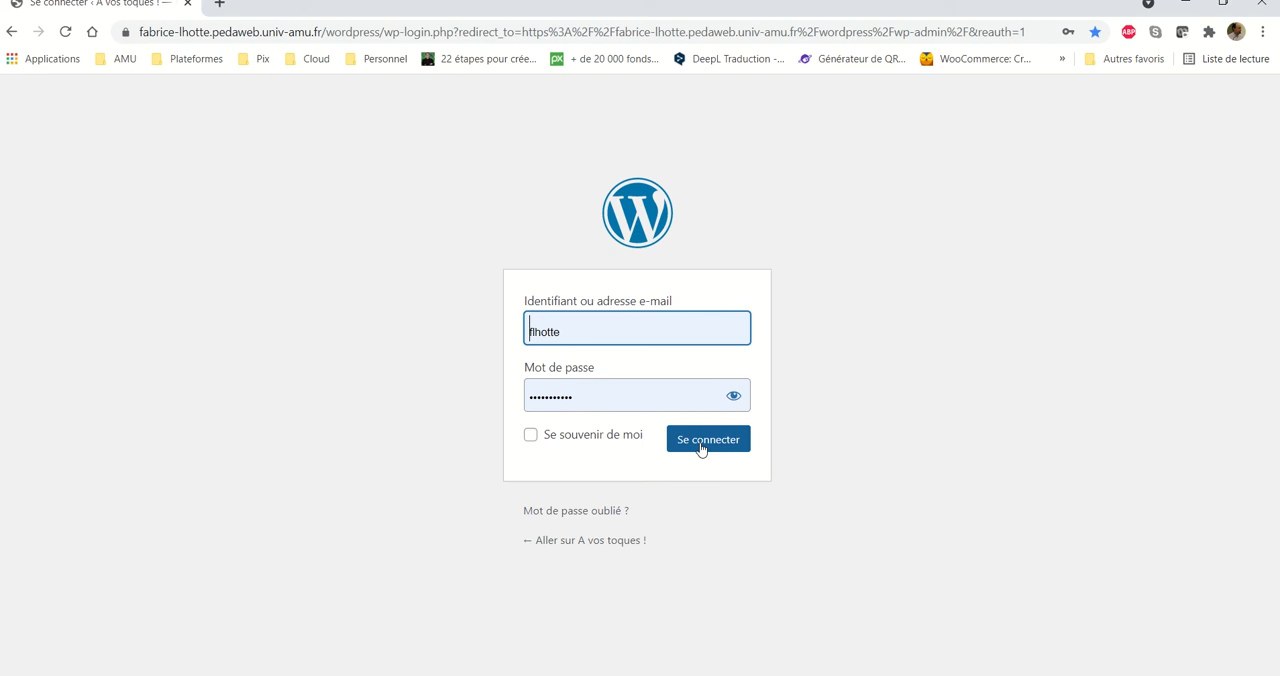 Se connecter ‹ A vos toques ! —
fabrice-lhotte.pedaweb.univ-amu.fr/wordpress/wp-login.php?redirect_to=https%3A%2F%2Ffabrice-lhotte.pedaweb.univ-amu.fr%2Fwordpress%2Fwp-admin%2F&reauth=1
ABP
Applications AMU Plateformes Pix Cloud Personnel 22 étapes pour crée... px + de 20 000 fonds... DeepL Traduction -... Générateur de QR... WooCommerce: Cr... » Autres favoris Liste de lecture
Identifiant ou adresse e-mail
flhotte
Mot de passe
•••••••••••
Se souvenir de moi
Se connecter
Mot de passe oublié ?
← Aller sur A vos toques !